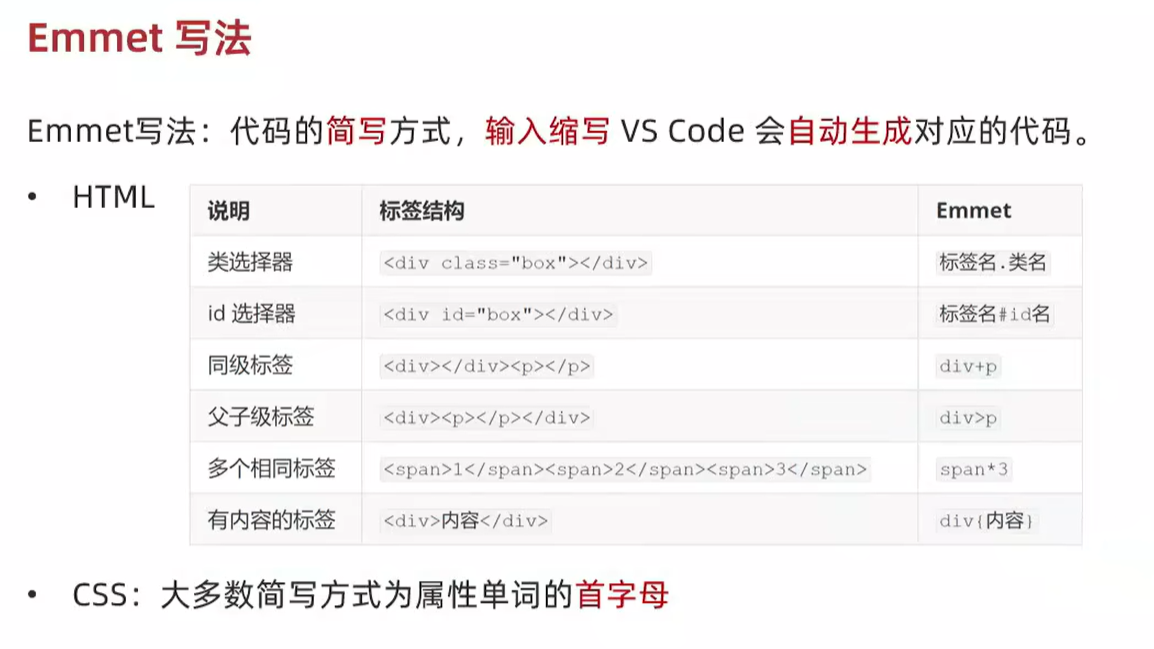 Emmet 写法
Emmet写法：代码的简写方式，输入缩写 VS Code 会自动生成对应的代码。
• HTML
说明 标签结构 Emmet
类选择器 <div class="box"></div> 标签名.类名
id 选择器 <div id="box"></div> 标签名#id名
同级标签 <div></div><p></p> div+p
父子级标签 <div><p></p></div> div>p
多个相同标签 <span>1</span><span>2</span><span>3</span> span*3
有内容的标签 <div>内容</div> div{内容}
• CSS：大多数简写方式为属性单词的首字母